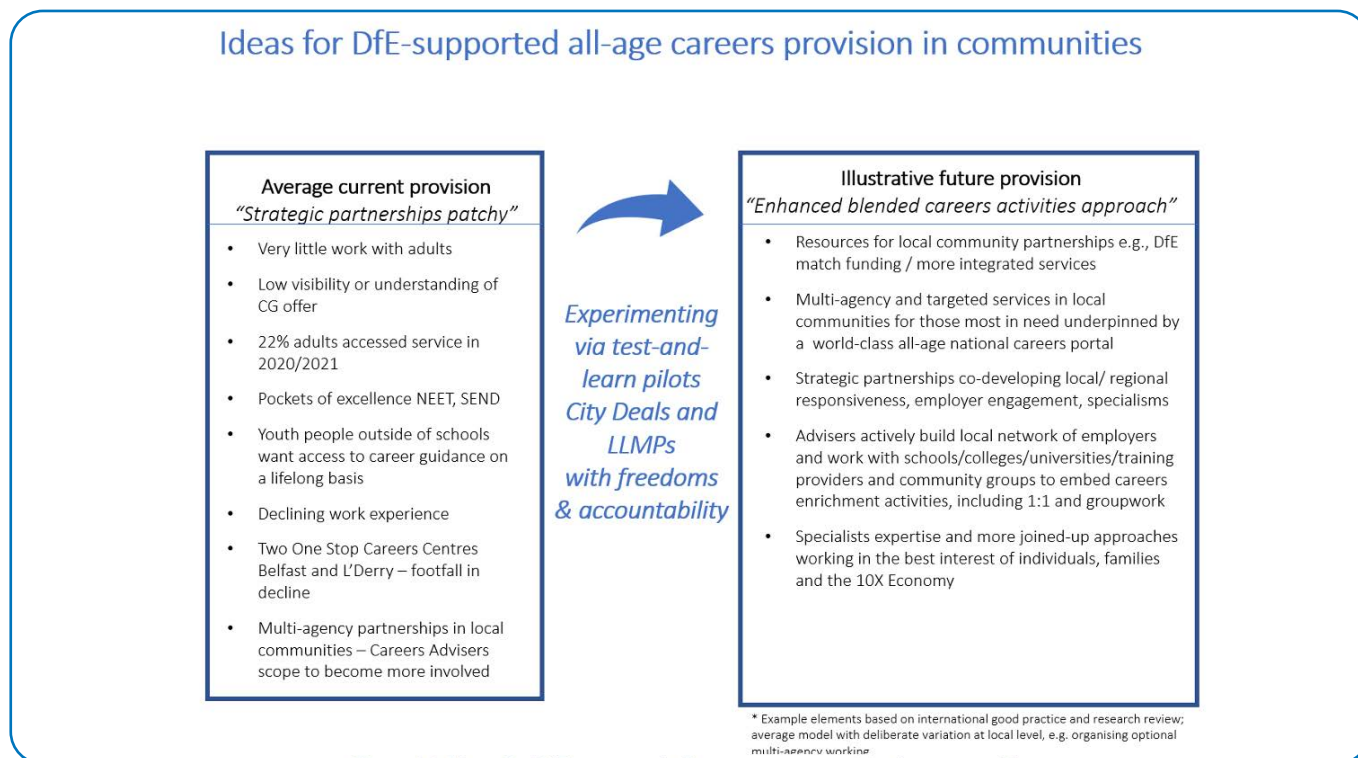 Ideas for DfE-supported all-age careers provision in communities
Average current provision
“Strategic partnerships patchy”
• Very little work with adults
• Low visibility or understanding of
CG offer
• 22% adults accessed service in
2020/2021
• Pockets of excellence NEET, SEND
• Youth people outside of schools
want access to career guidance on
a lifelong basis
• Declining work experience
• Two One Stop Careers Centres
Belfast and L’Derry – footfall in
decline
• Multi-agency partnerships in local
communities – Careers Advisers
scope to become more involved
Experimenting
via test-and-
learn pilots
City Deals and
LLMPs
with freedoms
& accountability
Illustrative future provision
“Enhanced blended careers activities approach”
• Resources for local community partnerships e.g., DfE
match funding / more integrated services
• Multi-agency and targeted services in local
communities for those most in need underpinned by
a world-class all-age national careers portal
• Strategic partnerships co-developing local/ regional
responsiveness, employer engagement, specialisms
• Advisers actively build local network of employers
and work with schools/colleges/universities/training
providers and community groups to embed careers
enrichment activities, including 1:1 and groupwork
• Specialists expertise and more joined-up approaches
working in the best interest of individuals, families
and the 10X Economy
* Example elements based on international good practice and research review;
average model with deliberate variation at local level, e.g. organising optional
multi-agency working